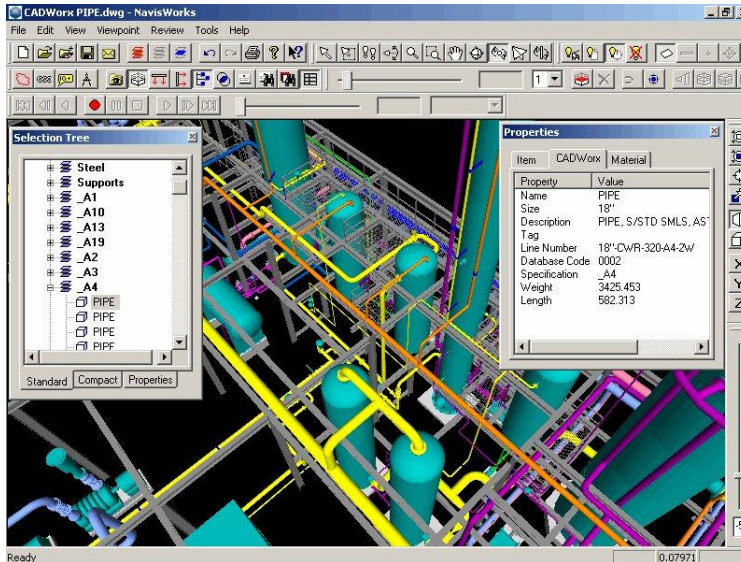 CADWorx PIPE.dwg - NavisWorks
File Edit View Viewpoint Review Tools Help
1
Selection Tree
Steel
Supports
_A1
_A10
_A13
_A19
_A2
_A3
_A4
PIPE
PIPE
PIPE
PIPE
Standard Compact Properties
Properties
Item CADWorx Material
Property Value
Name PIPE
Size 18"
Description PIPE, S/STD SMLS, AST
Tag
Line Number 18"-CWR-320-A4-2W
Database Code 0002
Specification _A4
Weight 3425.453
Length 582.313
X
Y
Z
Ready 0.07971